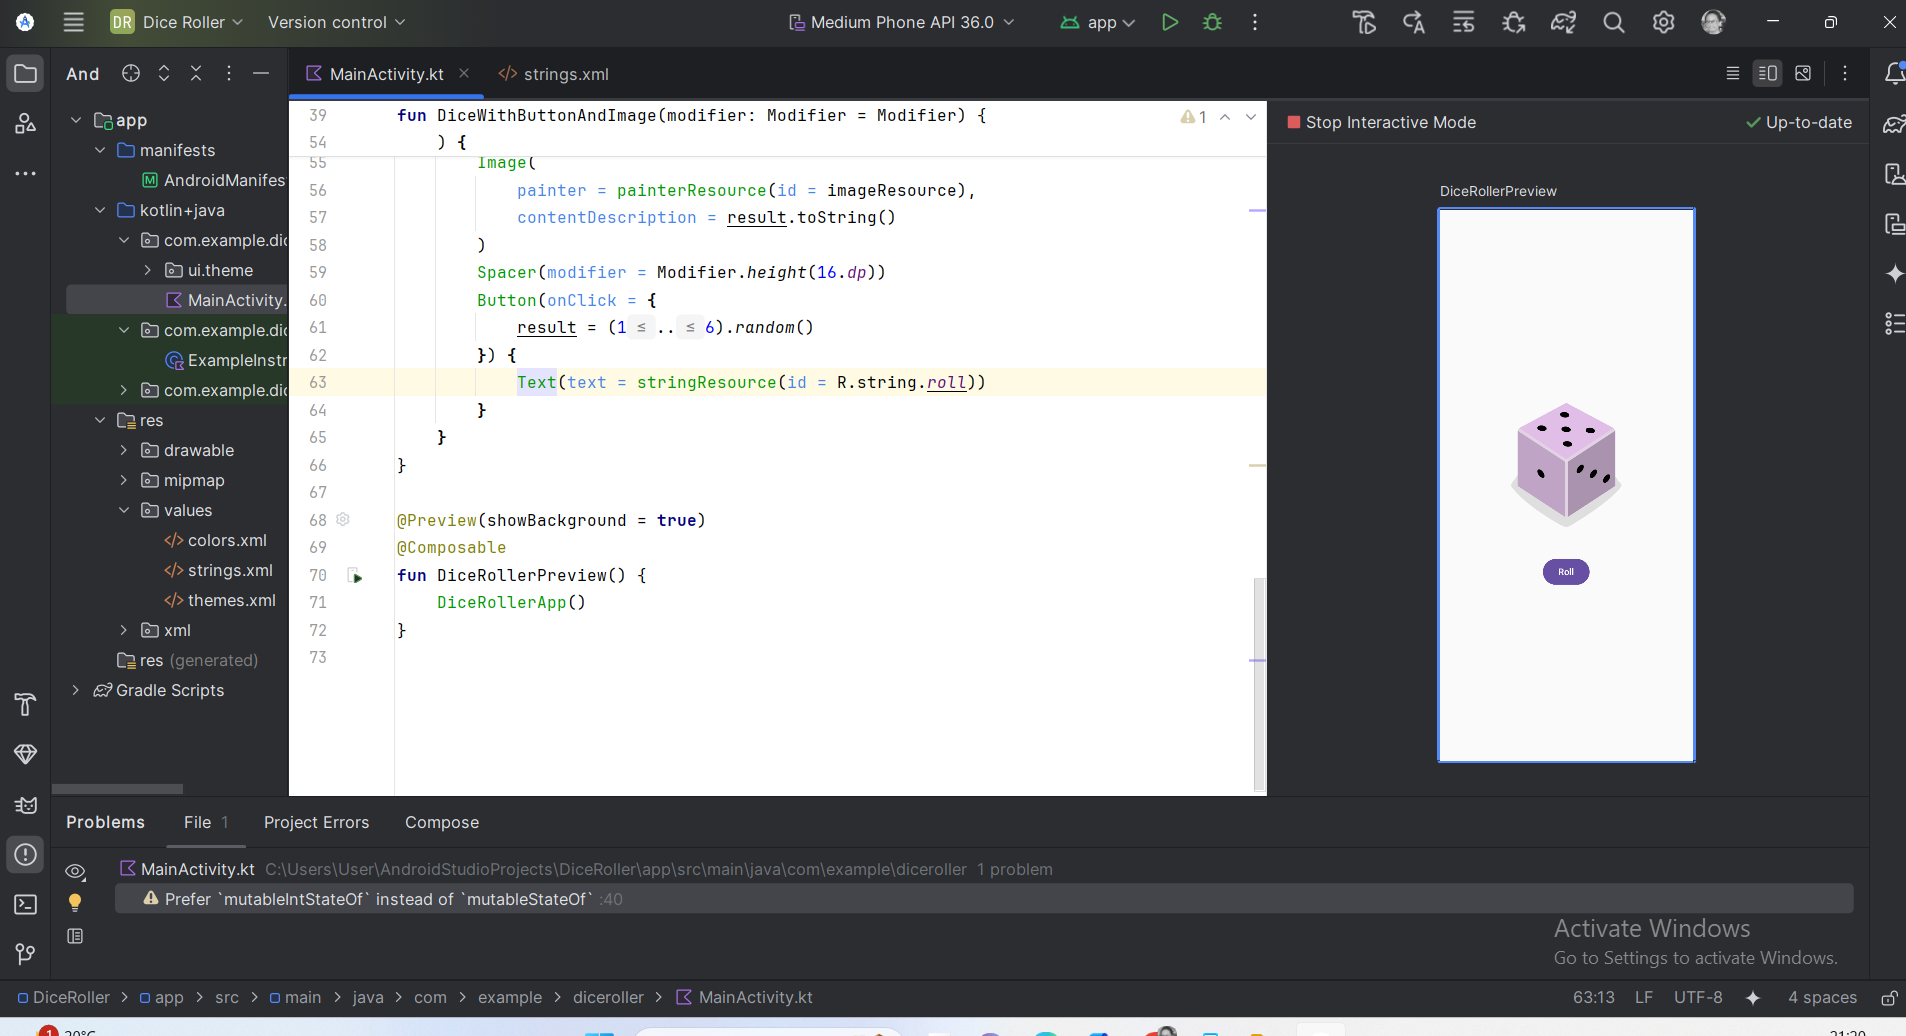 DR Dice Roller Version control Medium Phone API 36.0 app
And MainActivity.kt strings.xml
app
manifests
AndroidManifes
kotlin+java
com.example.dic
ui.theme
MainActivity.
com.example.dic
ExampleInstr
com.example.dic
res
drawable
mipmap
values
colors.xml
strings.xml
themes.xml
xml
res (generated)
Gradle Scripts
39 fun DiceWithButtonAndImage(modifier: Modifier = Modifier) {
54 ) {
55 Image(
56 painter = painterResource(id = imageResource),
57 contentDescription = result.toString()
58 )
59 Spacer(modifier = Modifier.height(16.dp))
60 Button(onClick = {
61 result = (1 ≤ .. ≤ 6).random()
62 }) {
63 Text(text = stringResource(id = R.string.roll))
64 }
65 }
66 }
67
68 @Preview(showBackground = true)
69 @Composable
70 fun DiceRollerPreview() {
71 DiceRollerApp()
72 }
73
1
Stop Interactive Mode Up-to-date
DiceRollerPreview
Roll
Problems File 1 Project Errors Compose
MainActivity.kt C:\Users\User\AndroidStudioProjects\DiceRoller\app\src\main\java\com\example\diceroller 1 problem
Prefer `mutableIntStateOf` instead of `mutableStateOf` :40
Activate Windows
Go to Settings to activate Windows.
DiceRoller > app > src > main > java > com > example > diceroller > MainActivity.kt 63:13 LF UTF-8 4 spaces
1 20°C 21:20